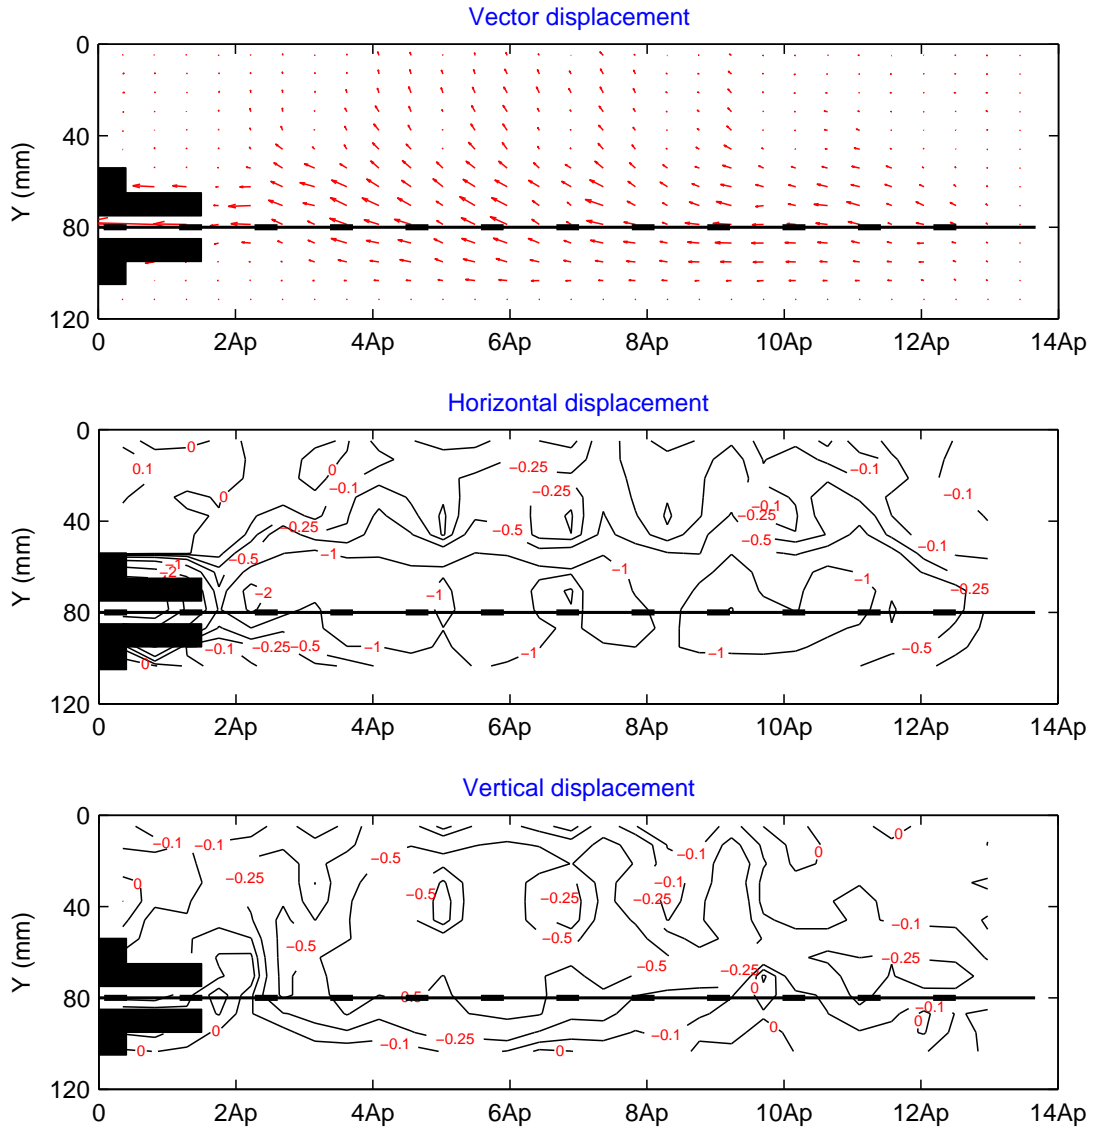 Vector displacement
0
40
80
120
Y (mm)
0 2Ap 4Ap 6Ap 8Ap 10Ap 12Ap 14Ap
Horizontal displacement
0
40
80
120
Y (mm)
0 0.1 0 0 −0.1 −0.25 −0.25 −0.25 −0.1 −0.1
−0.25 −0.1 −0.25 −0.5 −0.5 −0.1
−0.5 −1 −1 −2 −2 −1 −1 −1 −0.25
0 −0.1 −0.25 −0.5 −1 −1 −1 −0.5
0 2Ap 4Ap 6Ap 8Ap 10Ap 12Ap 14Ap
Vertical displacement
0
40
80
120
Y (mm)
−0.1 −0.1 −0.5 −0.1 0 0
0 −0.25 −0.5 −0.25 −0.25 −0.1 −0.1
−0.5 −0.5 −0.5 −0.25 −0.25
0 −0.5 −0.1
0 0 −0.1 −0.25 0 −0.1 0 0
0 2Ap 4Ap 6Ap 8Ap 10Ap 12Ap 14Ap